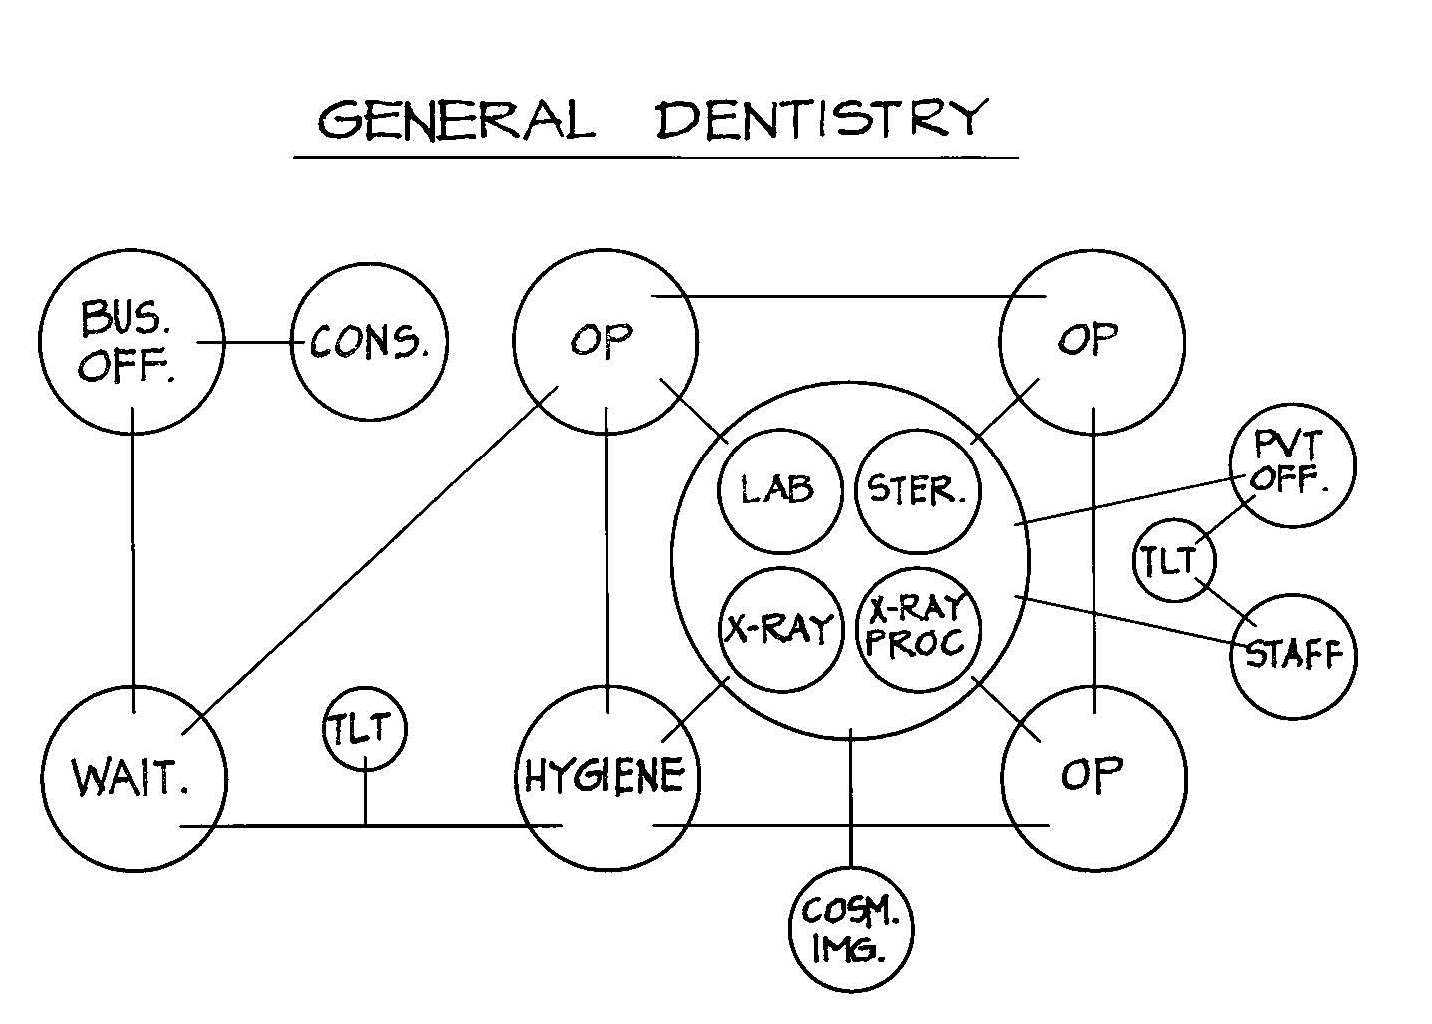 GENERAL DENTISTRY
BUS.
OFF.
CONS.
OP
OP
LAB
STER.
X-RAY
X-RAY
PROC
PVT
OFF.
TLT
STAFF
WAIT.
TLT
HYGIENE
OP
COSM.
IMG.